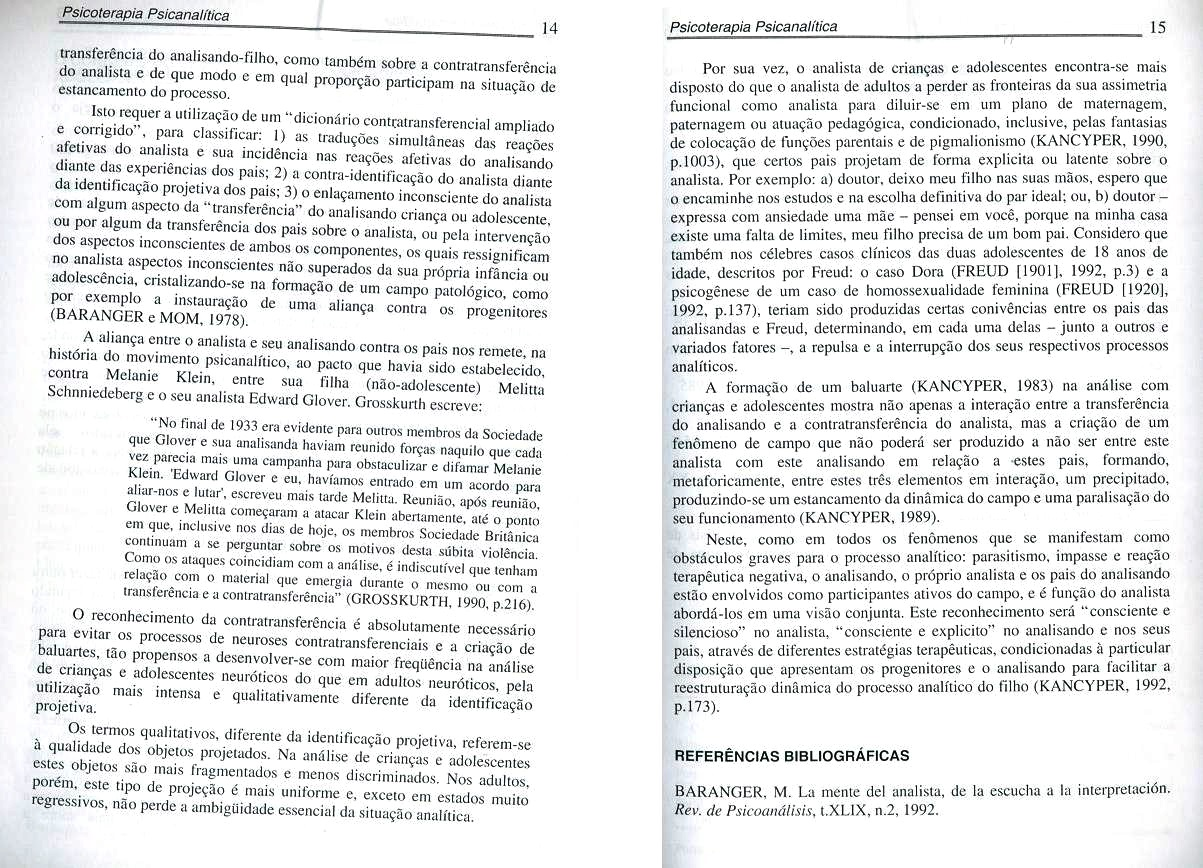 Psicoterapia Psicanalítica
14
transferência do analisando-filho, como também sobre a contratransferência
do analista e de que modo e em qual proporção participam na situação de
estancamento do processo.
Isto requer a utilização de um “dicionário contratransferencial ampliado
e corrigido”, para classificar: 1) as traduções simultâneas das reações
afetivas do analista e sua incidência nas reações afetivas do analisando
diante das experiências dos pais; 2) a contra-identificação do analista diante
da identificação projetiva dos pais; 3) o enlaçamento inconsciente do analista
com algum aspecto da “transferência” do analisando criança ou adolescente,
ou por algum da transferência dos pais sobre o analista, ou pela intervenção
dos aspectos inconscientes de ambos os componentes, os quais ressignificam
no analista aspectos inconscientes não superados da sua própria infância ou
adolescência, cristalizando-se na formação de um campo patológico, como
por exemplo a instauração de uma aliança contra os progenitores
(BARANGER e MOM, 1978).
A aliança entre o analista e seu analisando contra os pais nos remete, na
história do movimento psicanalítico, ao pacto que havia sido estabelecido,
contra Melanie Klein, entre sua filha (não-adolescente) Melitta
Schnniedeberg e o seu analista Edward Glover. Grosskurth escreve:
“No final de 1933 era evidente para outros membros da Sociedade
que Glover e sua analisanda haviam reunido forças naquilo que cada
vez parecia mais uma campanha para obstaculizar e difamar Melanie
Klein. 'Edward Glover e eu, havíamos entrado em um acordo para
aliar-nos e lutar', escreveu mais tarde Melitta. Reunião, após reunião,
Glover e Melitta começaram a atacar Klein abertamente, até o ponto
em que, inclusive nos dias de hoje, os membros Sociedade Britânica
continuam a se perguntar sobre os motivos desta súbita violência.
Como os ataques coincidiam com a análise, é indiscutível que tenham
relação com o material que emergia durante o mesmo ou com a
transferência e a contratransferência” (GROSSKURTH, 1990, p.216).
O reconhecimento da contratransferência é absolutamente necessário
para evitar os processos de neuroses contratransferenciais e a criação de
baluartes, tão propensos a desenvolver-se com maior freqüência na análise
de crianças e adolescentes neuróticos do que em adultos neuróticos, pela
utilização mais intensa e qualitativamente diferente da identificação
projetiva.
Os termos qualitativos, diferente da identificação projetiva, referem-se
à qualidade dos objetos projetados. Na análise de crianças e adolescentes
estes objetos são mais fragmentados e menos discriminados. Nos adultos,
porém, este tipo de projeção é mais uniforme e, exceto em estados muito
regressivos, não perde a ambigüidade essencial da situação analítica.
Psicoterapia Psicanalítica
15
Por sua vez, o analista de crianças e adolescentes encontra-se mais
disposto do que o analista de adultos a perder as fronteiras da sua assimetria
funcional como analista para diluir-se em um plano de maternagem,
paternagem ou atuação pedagógica, condicionado, inclusive, pelas fantasias
de colocação de funções parentais e de pigmalionismo (KANCYPER, 1990,
p.1003), que certos pais projetam de forma explicita ou latente sobre o
analista. Por exemplo: a) doutor, deixo meu filho nas suas mãos, espero que
o encaminhe nos estudos e na escolha definitiva do par ideal; ou, b) doutor –
expressa com ansiedade uma mãe – pensei em você, porque na minha casa
existe uma falta de limites, meu filho precisa de um bom pai. Considero que
também nos célebres casos clínicos das duas adolescentes de 18 anos de
idade, descritos por Freud: o caso Dora (FREUD [1901], 1992, p.3) e a
psicogênese de um caso de homossexualidade feminina (FREUD [1920],
1992, p.137), teriam sido produzidas certas conivências entre os pais das
analisandas e Freud, determinando, em cada uma delas – junto a outros e
variados fatores –, a repulsa e a interrupção dos seus respectivos processos
analíticos.
A formação de um baluarte (KANCYPER, 1983) na análise com
crianças e adolescentes mostra não apenas a interação entre a transferência
do analisando e a contratransferência do analista, mas a criação de um
fenômeno de campo que não poderá ser produzido a não ser entre este
analista com este analisando em relação a estes pais, formando,
metaforicamente, entre estes três elementos em interação, um precipitado,
produzindo-se um estancamento da dinâmica do campo e uma paralisação do
seu funcionamento (KANCYPER, 1989).
Neste, como em todos os fenômenos que se manifestam como
obstáculos graves para o processo analítico: parasitismo, impasse e reação
terapêutica negativa, o analisando, o próprio analista e os pais do analisando
estão envolvidos como participantes ativos do campo, e é função do analista
abordá-los em uma visão conjunta. Este reconhecimento será “consciente e
silencioso” no analista, “consciente e explicito” no analisando e nos seus
pais, através de diferentes estratégias terapêuticas, condicionadas à particular
disposição que apresentam os progenitores e o analisando para facilitar a
reestruturação dinâmica do processo analítico do filho (KANCYPER, 1992,
p.173).
REFERÊNCIAS BIBLIOGRÁFICAS
BARANGER, M. La mente del analista, de la escucha a la interpretación.
Rev. de Psicoanálisis, t.XLIX, n.2, 1992.